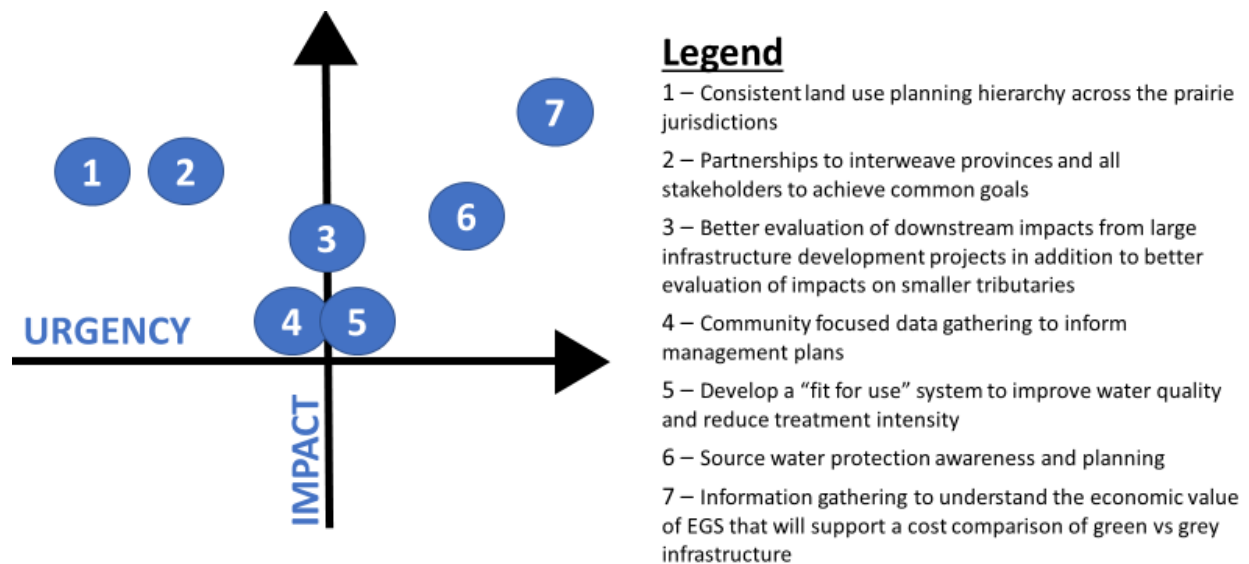 Legend
1 – Consistent land use planning hierarchy across the prairie
jurisdictions
2 – Partnerships to interweave provinces and all
stakeholders to achieve common goals
3 – Better evaluation of downstream impacts from large
infrastructure development projects in addition to better
evaluation of impacts on smaller tributaries
4 – Community focused data gathering to inform
management plans
5 – Develop a “fit for use” system to improve water quality
and reduce treatment intensity
6 – Source water protection awareness and planning
7 – Information gathering to understand the economic value
of EGS that will support a cost comparison of green vs grey
infrastructure
7
1
2
6
3
4
5
URGENCY
IMPACT